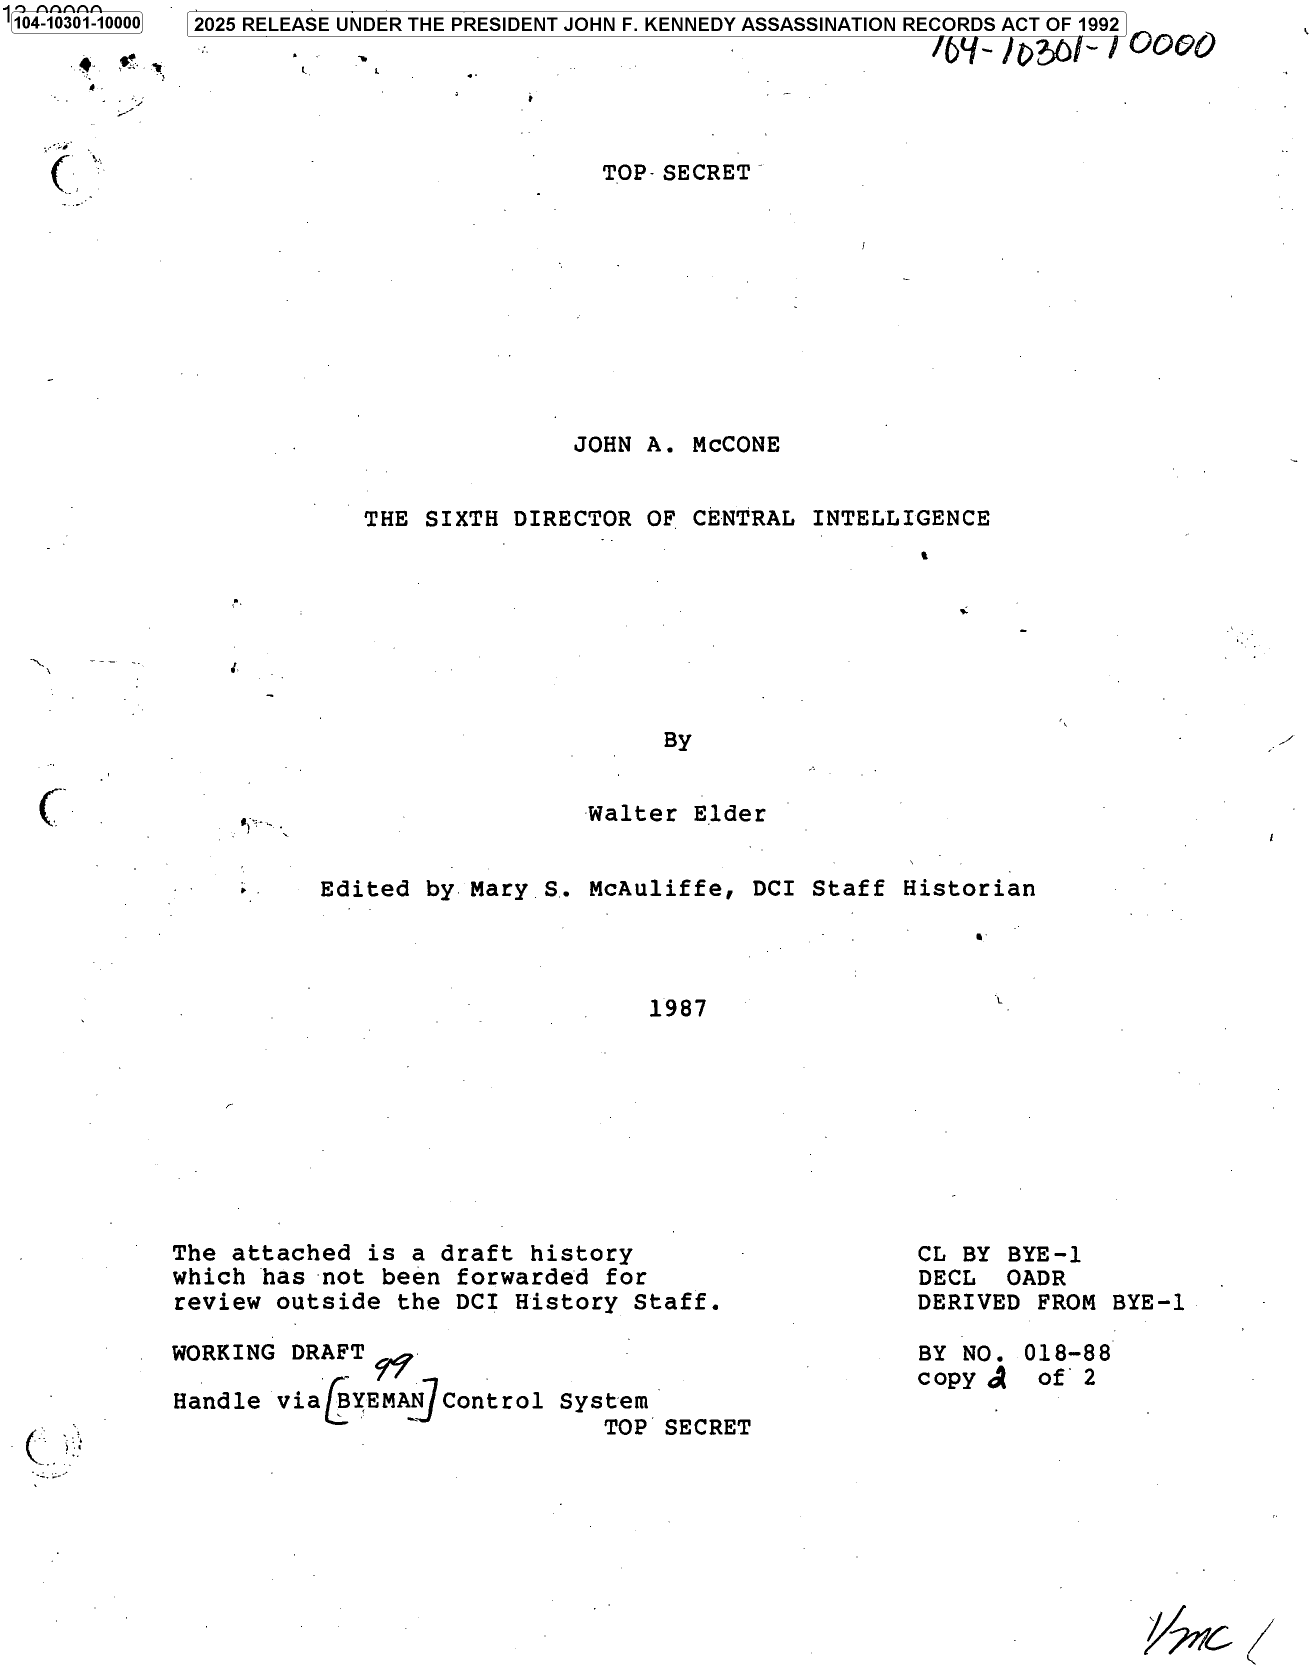 104-10301-10000
2025 RELEASE UNDER THE PRESIDENT JOHN F. KENNEDY ASSASSINATION RECORDS ACT OF 1992
104-10301-10000
TOP SECRET
JOHN A. McCONE
THE SIXTH DIRECTOR OF CENTRAL INTELLIGENCE
By
Walter Elder
Edited by Mary S. McAuliffe, DCI Staff Historian
1987
The attached is a draft history
which has not been forwarded for
review outside the DCI History Staff.
CL BY BYE-1
DECL OADR
DERIVED FROM BYE-1
WORKING DRAFT
99
Handle via [BYEMAN] Control System
BY NO. 018-88
copy 2 of 2
TOP SECRET